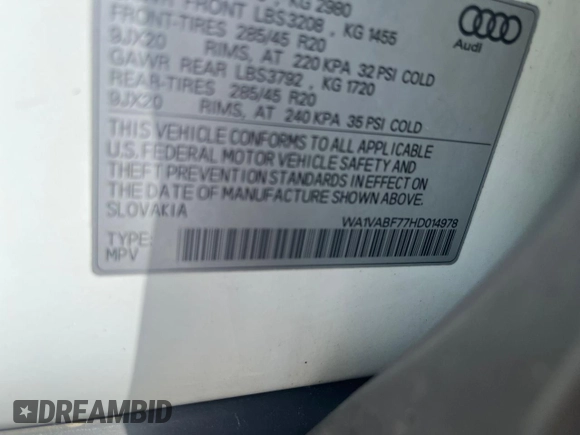 KG 2980
FRONT LBS3208, KG 1455
FRONT-TIRES 285/45 R20
9JX20 RIMS, AT 220 KPA 32 PSI COLD
GAWR REAR LBS3792, KG 1720
REAR-TIRES 285/45 R20
9JX20 RIMS, AT 240 KPA 35 PSI COLD
Audi
THIS VEHICLE CONFORMS TO ALL APPLICABLE
U.S. FEDERAL MOTOR VEHICLE SAFETY AND
THEFT PREVENTION STANDARDS IN EFFECT ON
THE DATE OF MANUFACTURE SHOWN ABOVE.
SLOVAKIA
WA1VABF77HD014978
TYPE:
MPV
DREAMBID